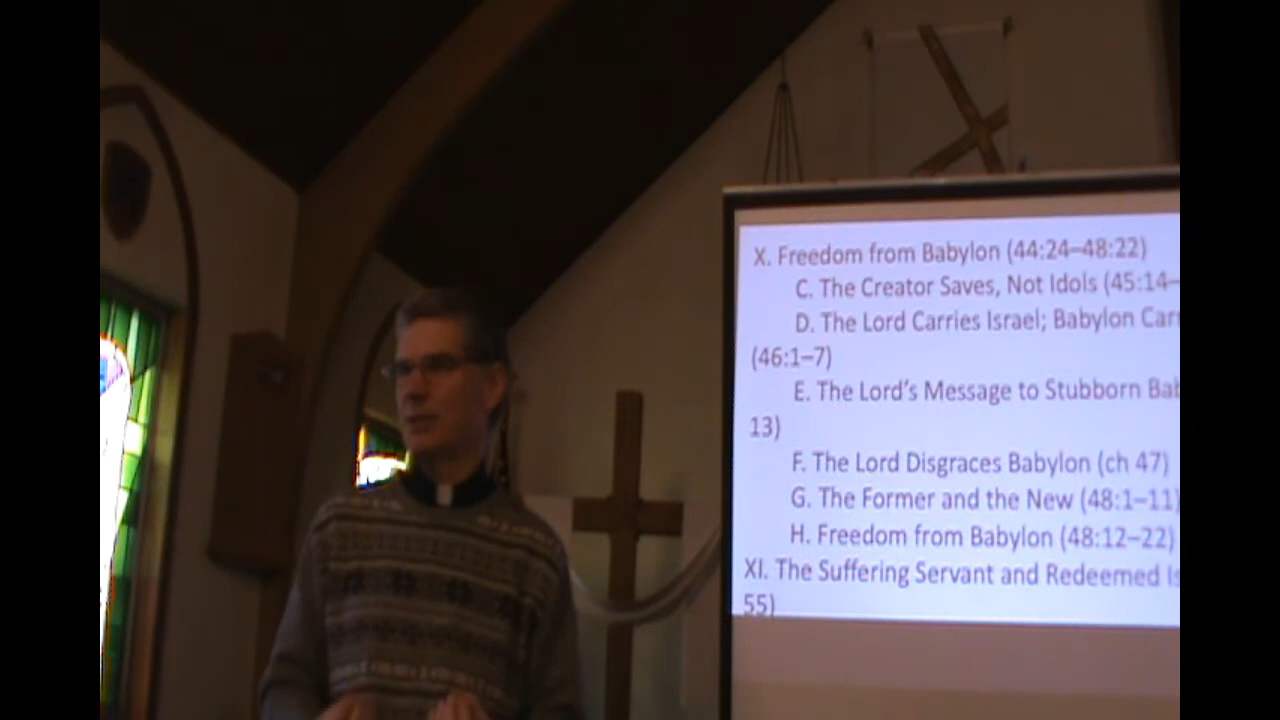 X. Freedom from Babylon (44:24–48:22)
C. The Creator Saves, Not Idols (45:14–
D. The Lord Carries Israel; Babylon
(46:1–7)
E. The Lord's Message to Stubborn
13)
F. The Lord Disgraces Babylon (ch 47)
G. The Former and the New (48:1–11)
H. Freedom from Babylon (48:12–22)
XI. The Suffering Servant and Redeemed
55)